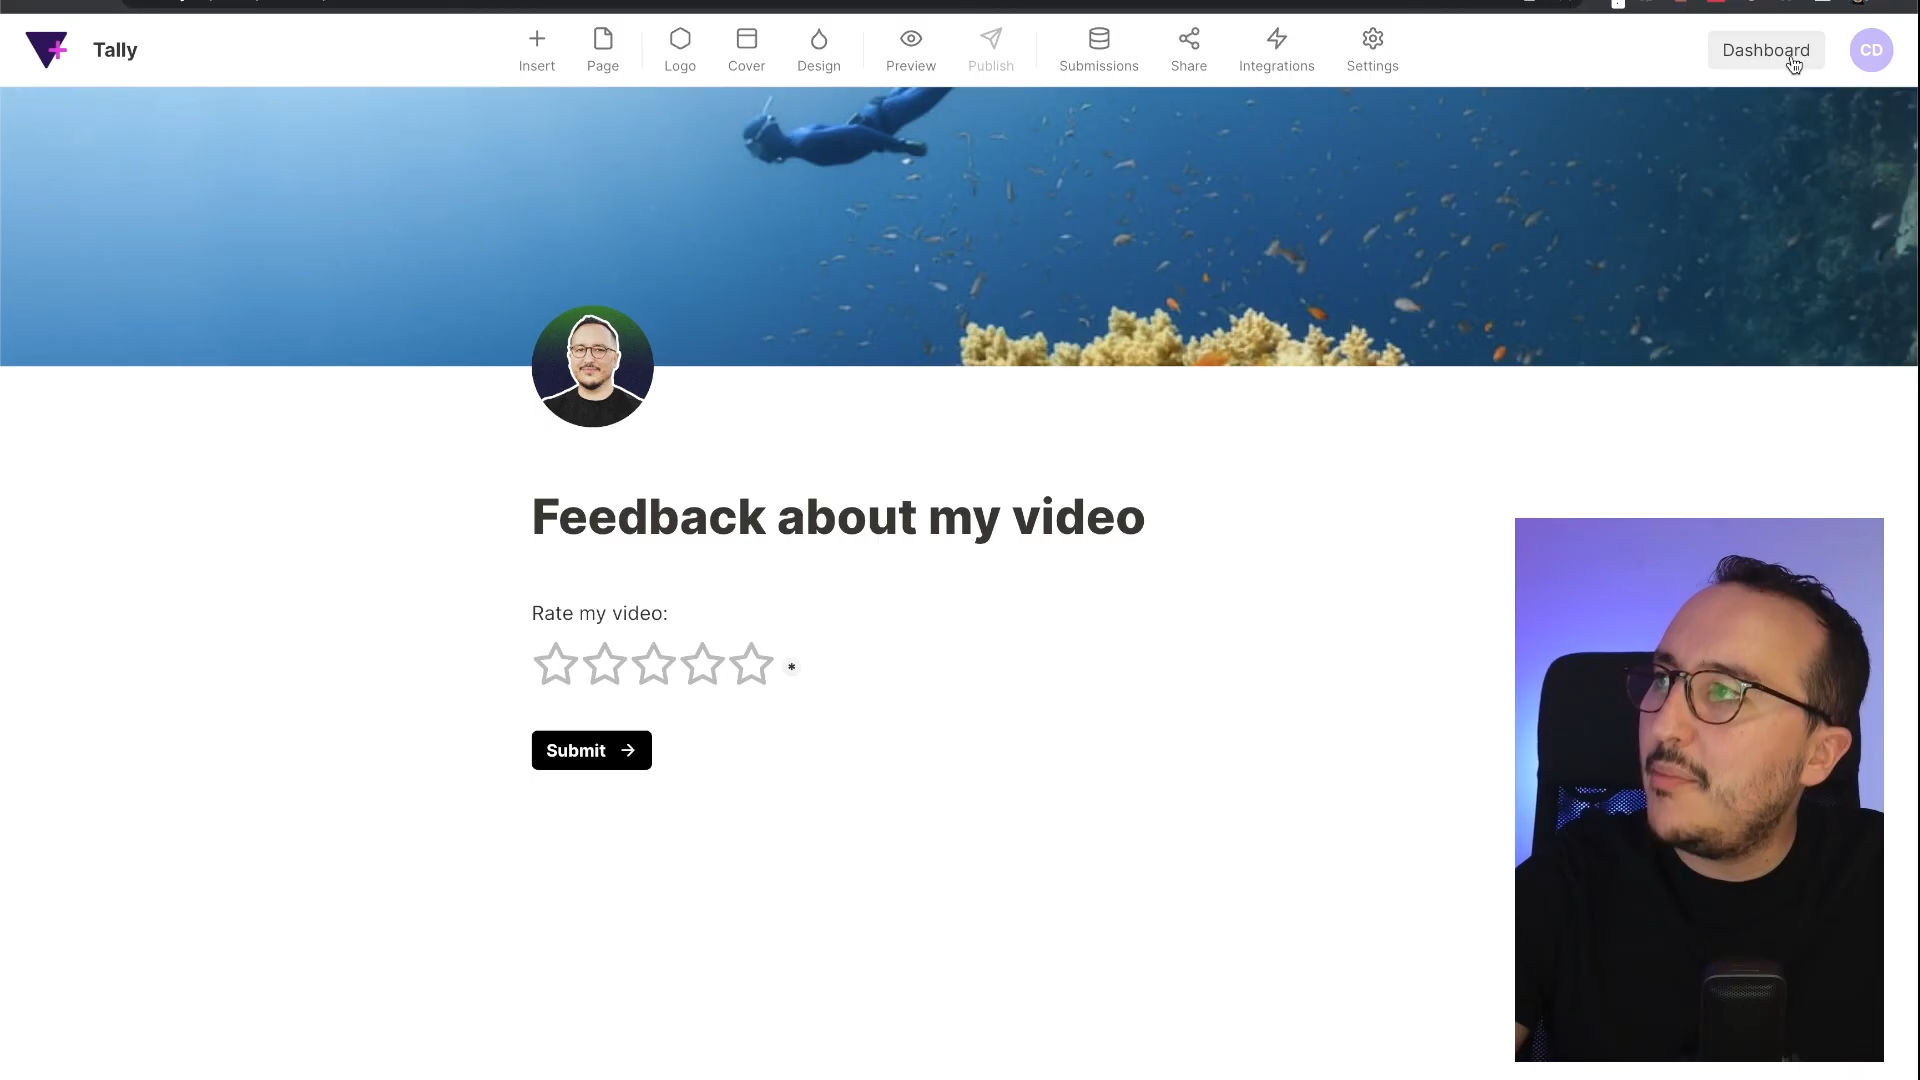 Tally
Insert
Page
Logo
Cover
Design
Preview
Publish
Submissions
Share
Integrations
Settings
Dashboard
CD
Feedback about my video
Rate my video:
*
Submit →